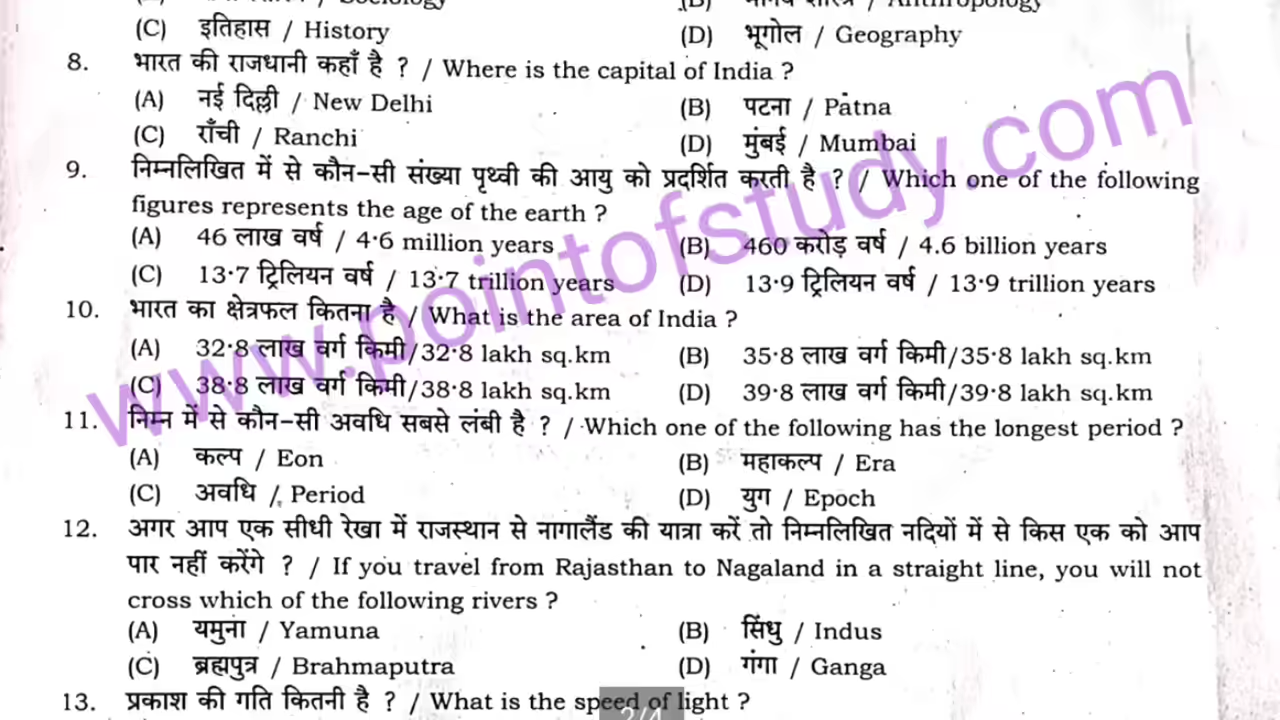 (C) इतिहास / History (D) भूगोल / Geography
8. भारत की राजधानी कहाँ है ? / Where is the capital of India ?
(A) नई दिल्ली / New Delhi (B) पटना / Patna
(C) राँची / Ranchi (D) मुंबई / Mumbai
9. निम्नलिखित में से कौन-सी संख्या पृथ्वी की आयु को प्रदर्शित करती है ? / Which one of the following
figures represents the age of the earth ?
(A) 46 लाख वर्ष / 4·6 million years (B) 460 करोड़ वर्ष / 4.6 billion years
(C) 13·7 ट्रिलियन वर्ष / 13·7 trillion years (D) 13·9 ट्रिलियन वर्ष / 13·9 trillion years
10. भारत का क्षेत्रफल कितना है / What is the area of India ?
(A) 32·8 लाख वर्ग किमी/32·8 lakh sq.km (B) 35·8 लाख वर्ग किमी/35·8 lakh sq.km
(C) 38·8 लाख वर्ग किमी/38·8 lakh sq.km (D) 39·8 लाख वर्ग किमी/39·8 lakh sq.km
11. निम्न में से कौन-सी अवधि सबसे लंबी है ? / Which one of the following has the longest period ?
(A) कल्प / Eon (B) महाकल्प / Era
(C) अवधि / Period (D) युग / Epoch
12. अगर आप एक सीधी रेखा में राजस्थान से नागालैंड की यात्रा करें तो निम्नलिखित नदियों में से किस एक को आप
पार नहीं करेंगे ? / If you travel from Rajasthan to Nagaland in a straight line, you will not
cross which of the following rivers ?
(A) यमुना / Yamuna (B) सिंधु / Indus
(C) ब्रह्मपुत्र / Brahmaputra (D) गंगा / Ganga
13. प्रकाश की गति कितनी है ? / What is the speed of light ?
2/4
www.pointofstudy.com